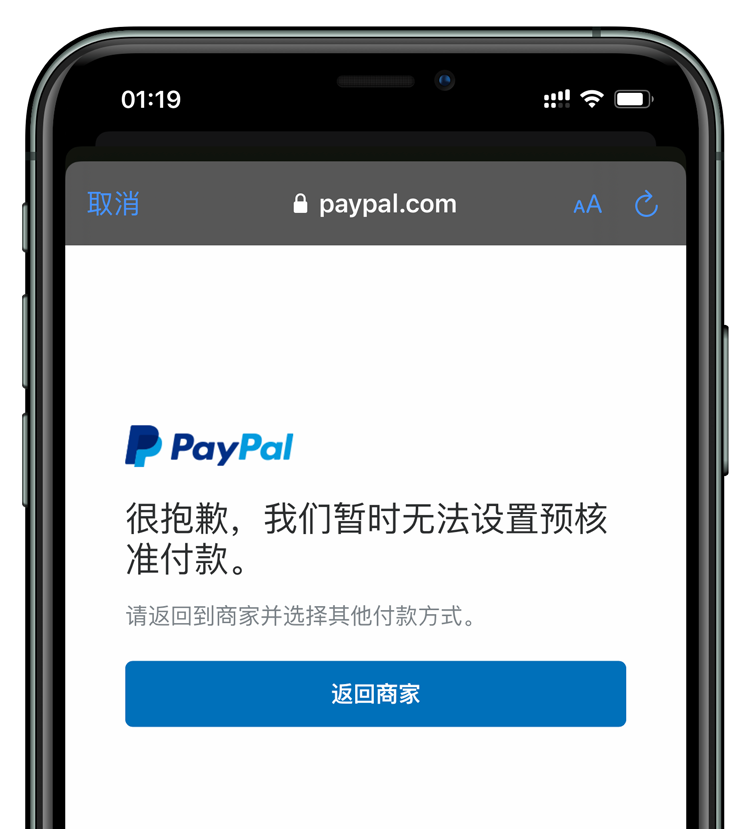 01:19
取消
paypal.com
AA
PayPal
很抱歉，我们暂时无法设置预核
准付款。
请返回到商家并选择其他付款方式。
返回商家